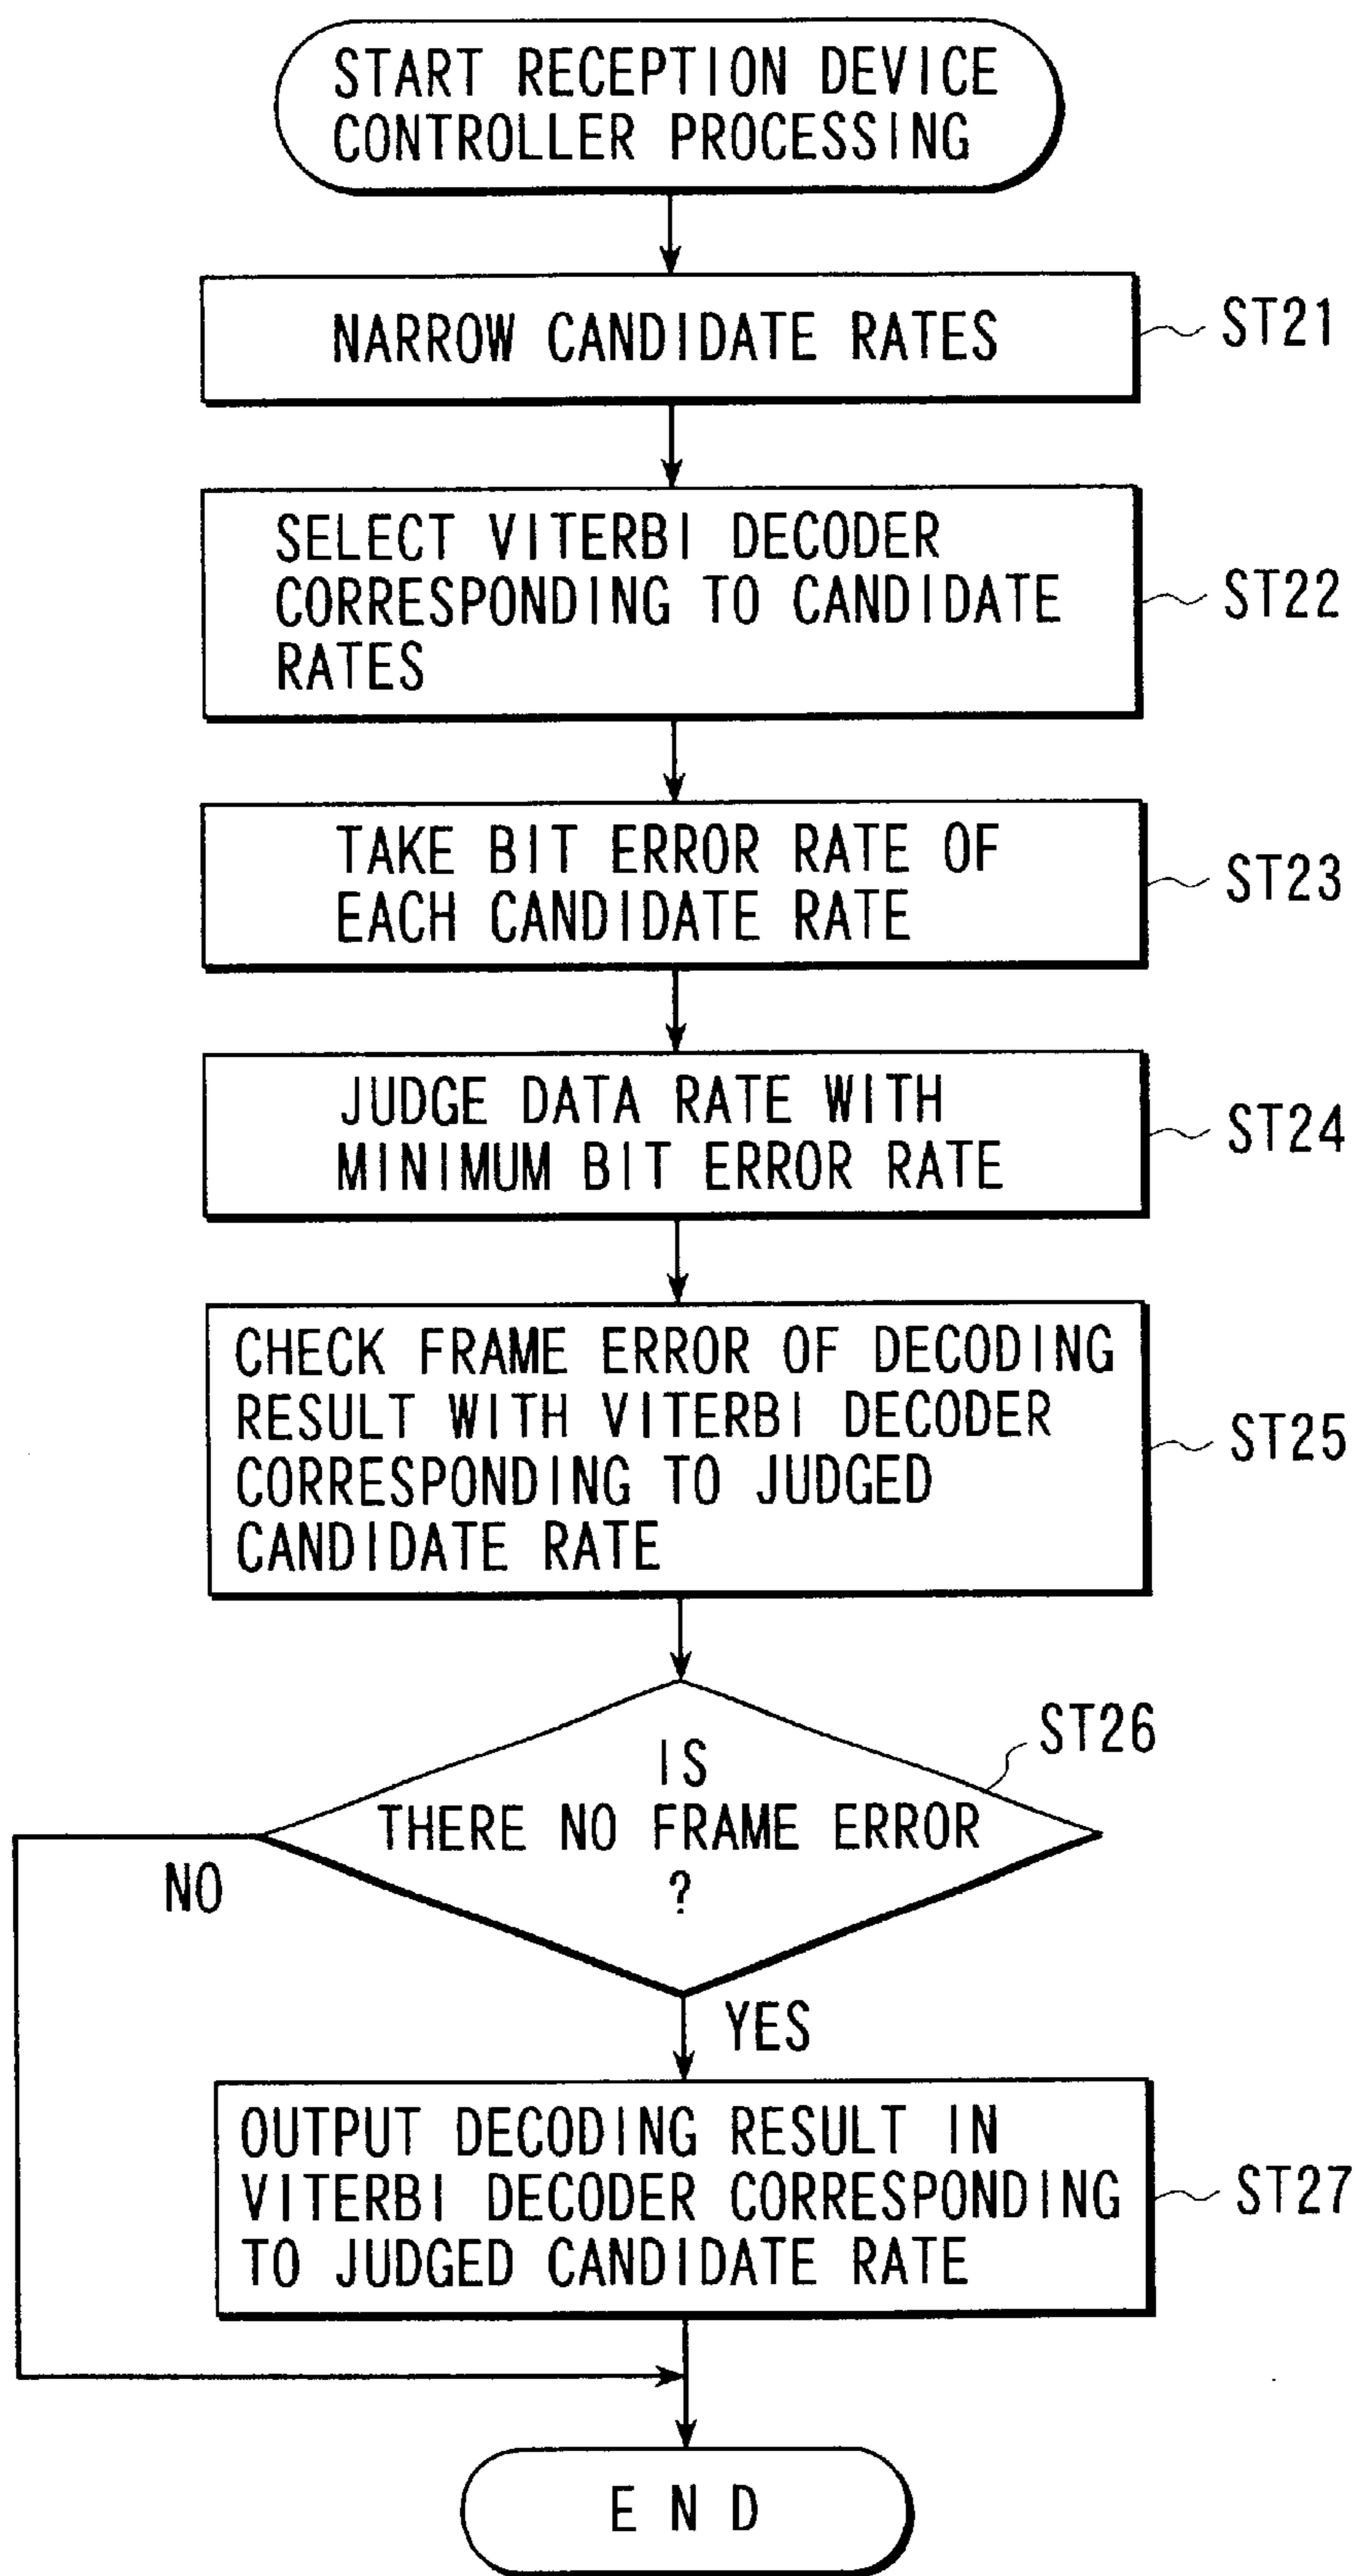 START RECEPTION DEVICE
CONTROLLER PROCESSING
NARROW CANDIDATE RATES
ST21
SELECT VITERBI DECODER
CORRESPONDING TO CANDIDATE
RATES
ST22
TAKE BIT ERROR RATE OF
EACH CANDIDATE RATE
ST23
JUDGE DATA RATE WITH
MINIMUM BIT ERROR RATE
ST24
CHECK FRAME ERROR OF DECODING
RESULT WITH VITERBI DECODER
CORRESPONDING TO JUDGED
CANDIDATE RATE
ST25
IS
THERE NO FRAME ERROR
?
ST26
NO
YES
OUTPUT DECODING RESULT IN
VITERBI DECODER CORRESPONDING
TO JUDGED CANDIDATE RATE
ST27
END